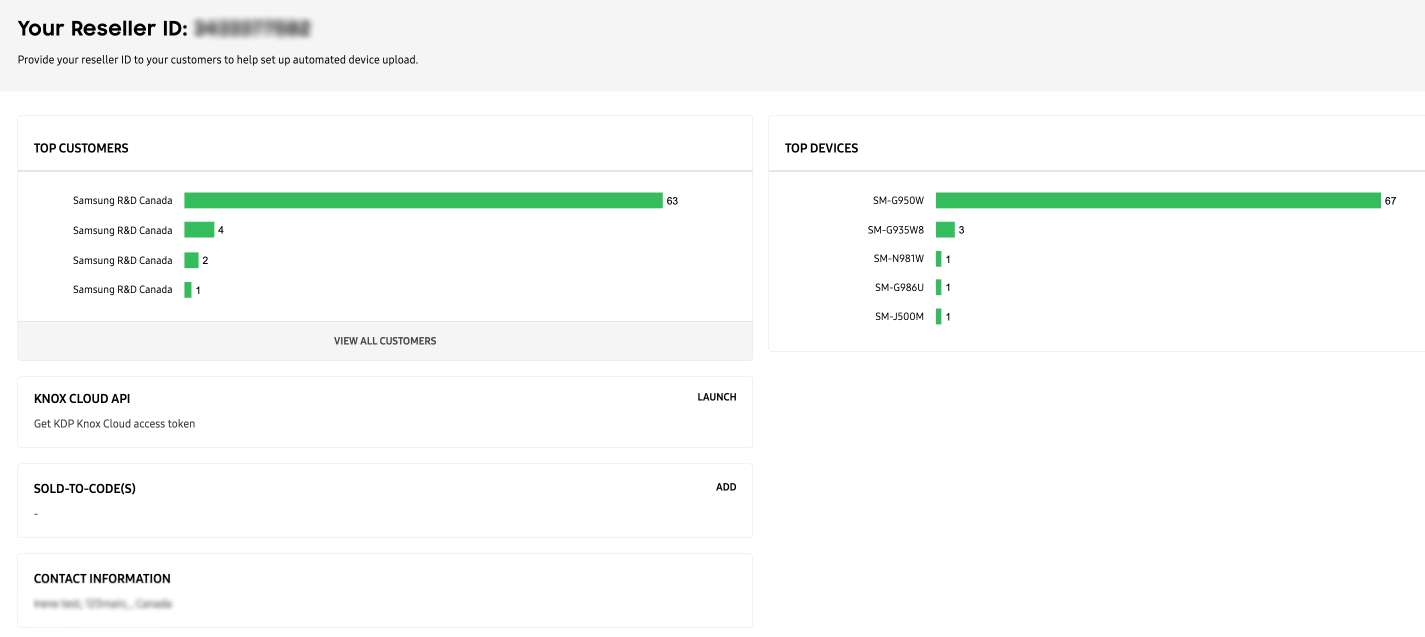 Your Reseller ID:
Provide your reseller ID to your customers to help set up automated device upload.
TOP CUSTOMERS
Samsung R&D Canada 63
Samsung R&D Canada 4
Samsung R&D Canada 2
Samsung R&D Canada 1
VIEW ALL CUSTOMERS
TOP DEVICES
SM-G950W 67
SM-G935W8 3
SM-N981W 1
SM-G986U 1
SM-J500M 1
KNOX CLOUD API LAUNCH
Get KDP Knox Cloud access token
SOLD-TO-CODE(S) ADD
-
CONTACT INFORMATION